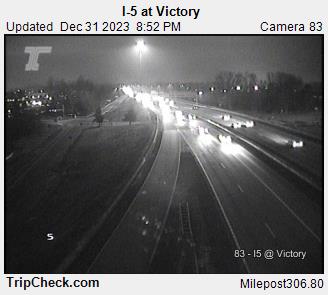 I-5 at Victory
Updated Dec 31 2023 8:52 PM Camera 83
T
S
83 - I5 @ Victory
TripCheck.com Milepost306.80